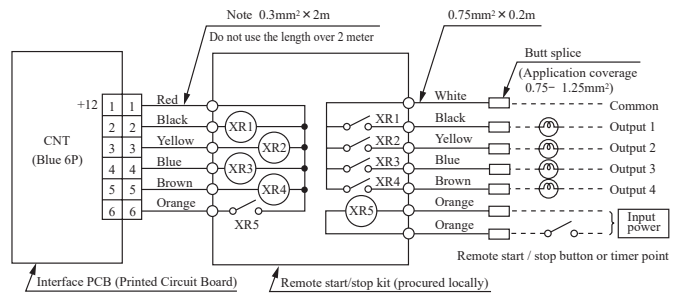 Note 0.3mm² × 2m
0.75mm² × 0.2m
Do not use the length over 2 meter
Butt splice
(Application coverage
0.75− 1.25mm²)
+12 1 1 Red
White
Common
2 2 Black
XR1
XR1 Black
Output 1
CNT
(Blue 6P)
3 3 Yellow
XR2
XR2 Yellow
Output 2
4 4 Blue
XR3
XR3 Blue
Output 3
5 5 Brown
XR4
XR4 Brown
Output 4
6 6 Orange
XR5
XR5
Orange
Orange
Input
power
Remote start / stop button or timer point
Interface PCB (Printed Circuit Board)
Remote start/stop kit (procured locally)